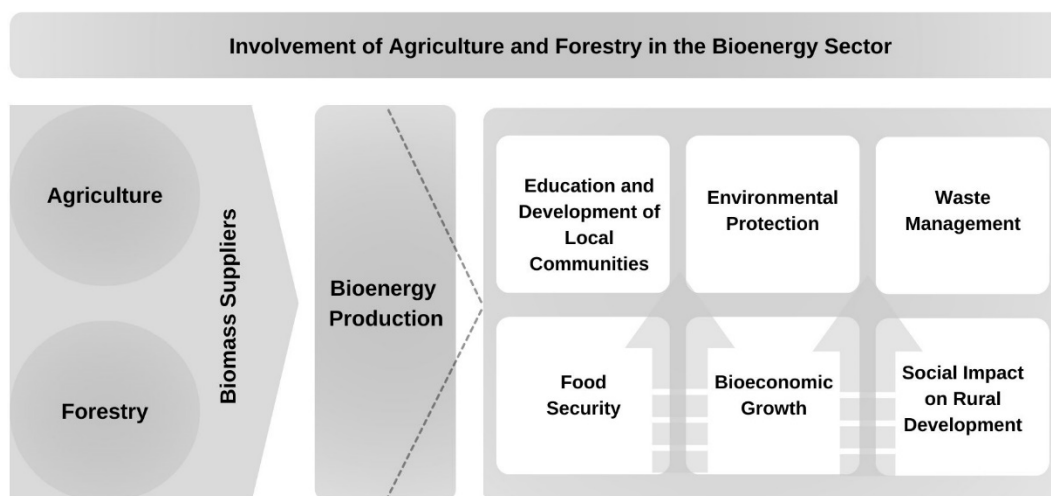 Involvement of Agriculture and Forestry in the Bioenergy Sector
Agriculture
Forestry
Biomass Suppliers
Bioenergy
Production
Education and
Development of
Local
Communities
Environmental
Protection
Waste
Management
Food
Security
Bioeconomic
Growth
Social Impact
on Rural
Development